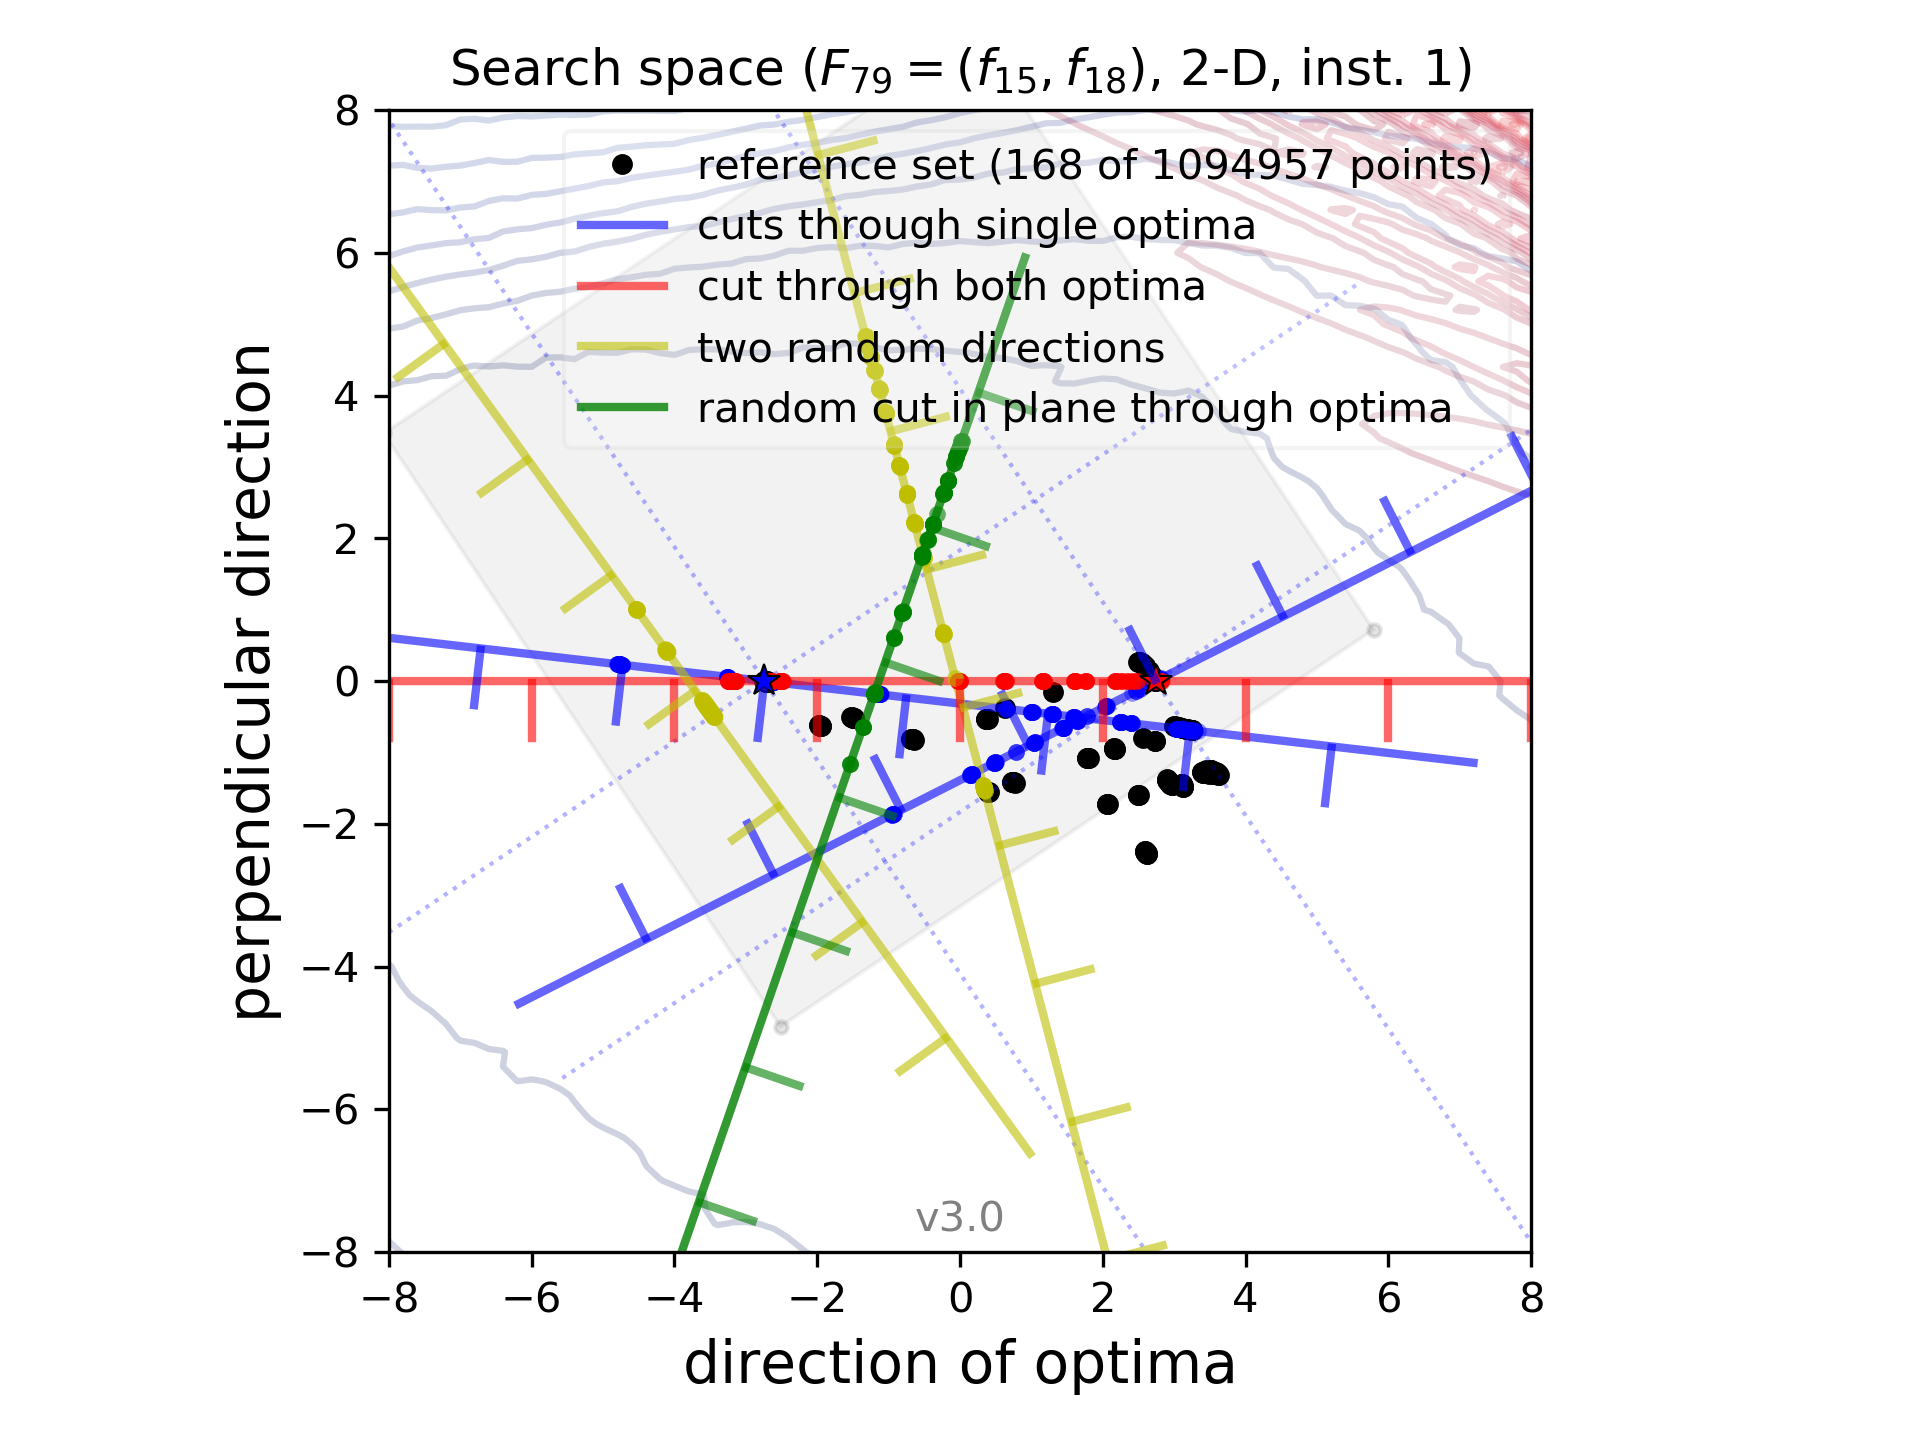 Search space (F79 = (f15, f18), 2-D, inst. 1)
8
6
4
2
0
−2
−4
−6
−8
perpendicular direction
reference set (168 of 1094957 points)
cuts through single optima
cut through both optima
two random directions
random cut in plane through optima
v3.0
−8 −6 −4 −2 0 2 4 6 8
direction of optima